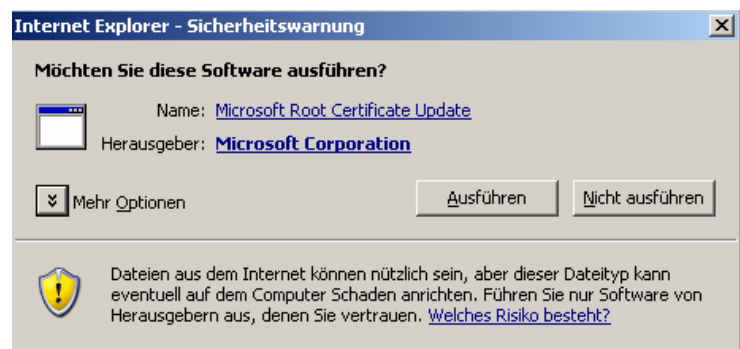 Internet Explorer - Sicherheitswarnung
Möchten Sie diese Software ausführen?
Name: Microsoft Root Certificate Update
Herausgeber: Microsoft Corporation
Mehr Optionen
Ausführen
Nicht ausführen
Dateien aus dem Internet können nützlich sein, aber dieser Dateityp kann
eventuell auf dem Computer Schaden anrichten. Führen Sie nur Software von
Herausgebern aus, denen Sie vertrauen. Welches Risiko besteht?